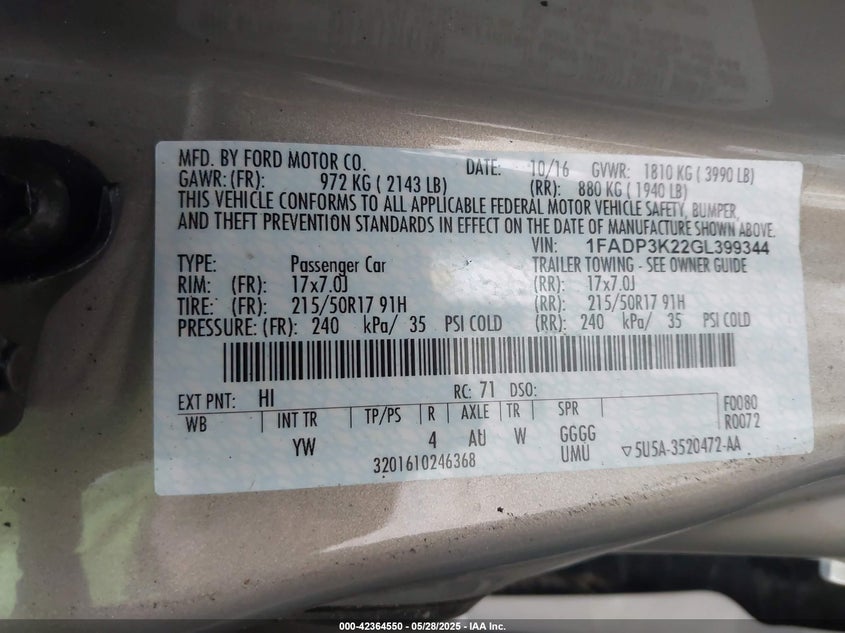 MFD. BY FORD MOTOR CO. DATE: 10/16 GVWR: 1810 KG ( 3990 LB)
GAWR: (FR): 972 KG ( 2143 LB) (RR): 880 KG ( 1940 LB)
THIS VEHICLE CONFORMS TO ALL APPLICABLE FEDERAL MOTOR VEHICLE SAFETY, BUMPER,
AND THEFT PREVENTION STANDARDS IN EFFECT ON THE DATE OF MANUFACTURE SHOWN ABOVE.
VIN: 1FADP3K22GL399344
TYPE: Passenger Car TRAILER TOWING - SEE OWNER GUIDE
RIM: (FR): 17x7.0J (RR): 17x7.0J
TIRE: (FR): 215/50R17 91H (RR): 215/50R17 91H
PRESSURE: (FR): 240 kPa/ 35 PSI COLD (RR): 240 kPa/ 35 PSI COLD
EXT PNT: HI RC: 71 DSO: F0080
WB INT TR TP/PS R AXLE TR SPR R0072
YW 4 AU W GGGG
3201610246368 UMU ▽5U5A-3520472-AA
000-42364550 - 05/28/2025 - IAA Inc.